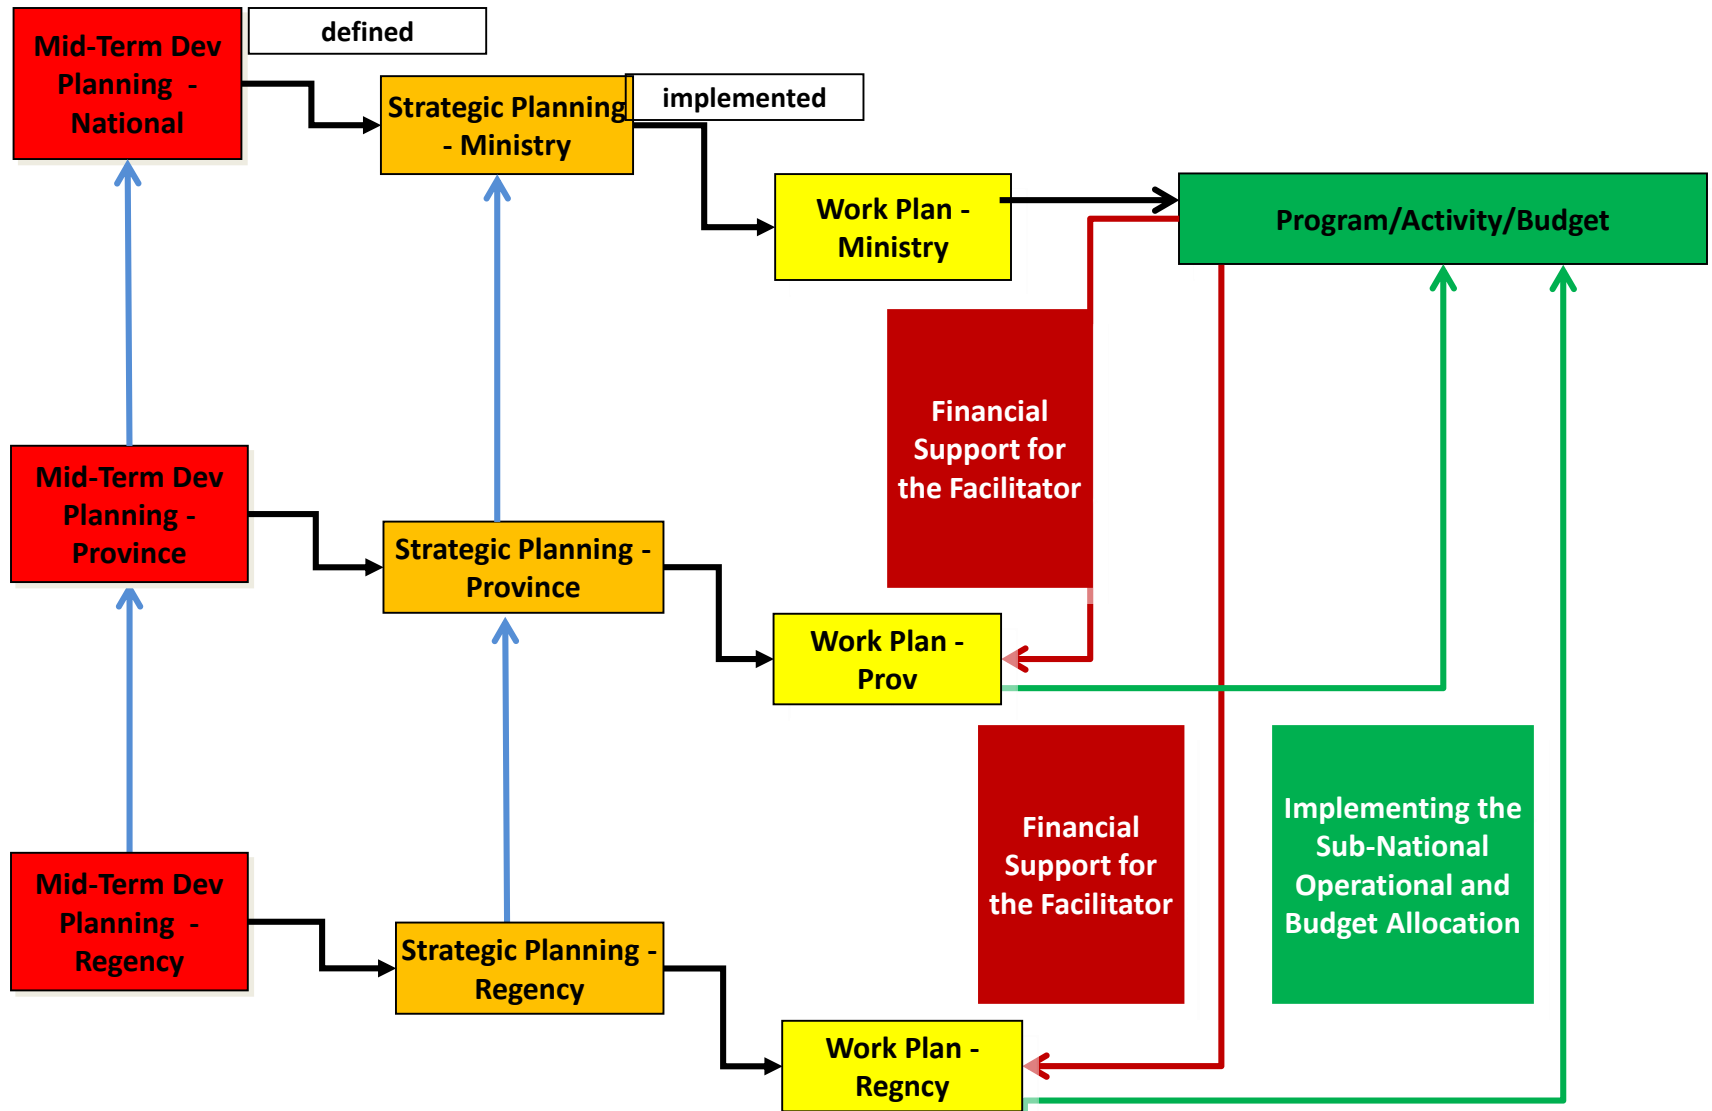 Mid-Term Dev
Planning  -
National
defined
Strategic Planning
- Ministry
implemented
Work Plan -
Ministry
Program/Activity/Budget
Financial
Support for
the Facilitator
Mid-Term Dev
Planning -
Province
Strategic Planning -
Province
Work Plan -
Prov
Financial
Support for
the Facilitator
Implementing the
Sub-National
Operational and
Budget Allocation
Mid-Term Dev
Planning  -
Regency
Strategic Planning -
Regency
Work Plan -
Regncy